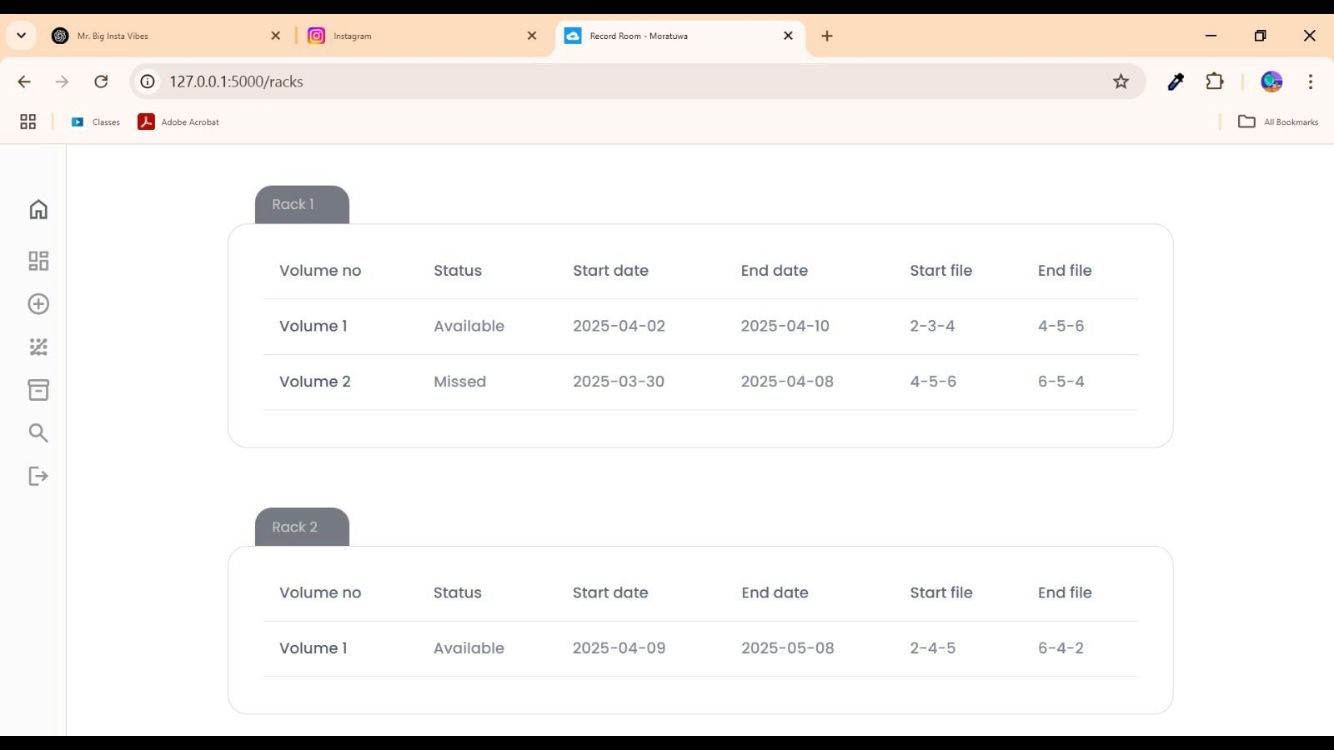 Mr. Big Insta Vibes
Instagram
Record Room - Moratuwa
127.0.0.1:5000/racks
Classes
Adobe Acrobat
All Bookmarks
Rack 1
Volume no Status Start date End date Start file End file
Volume 1 Available 2025-04-02 2025-04-10 2-3-4 4-5-6
Volume 2 Missed 2025-03-30 2025-04-08 4-5-6 6-5-4
Rack 2
Volume no Status Start date End date Start file End file
Volume 1 Available 2025-04-09 2025-05-08 2-4-5 6-4-2